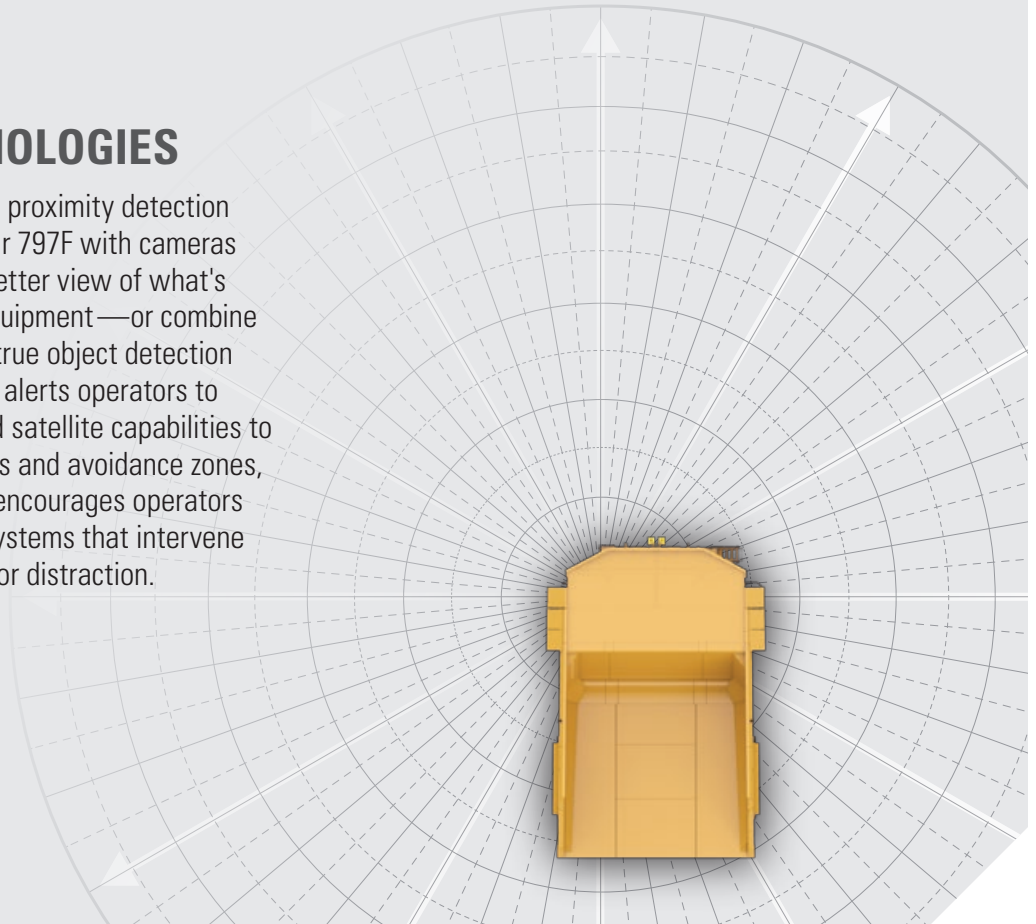 NOLOGIES
proximity detection
r 797F with cameras
etter view of what's
quipment—or combine
true object detection
alerts operators to
d satellite capabilities to
s and avoidance zones,
encourages operators
ystems that intervene
or distraction.